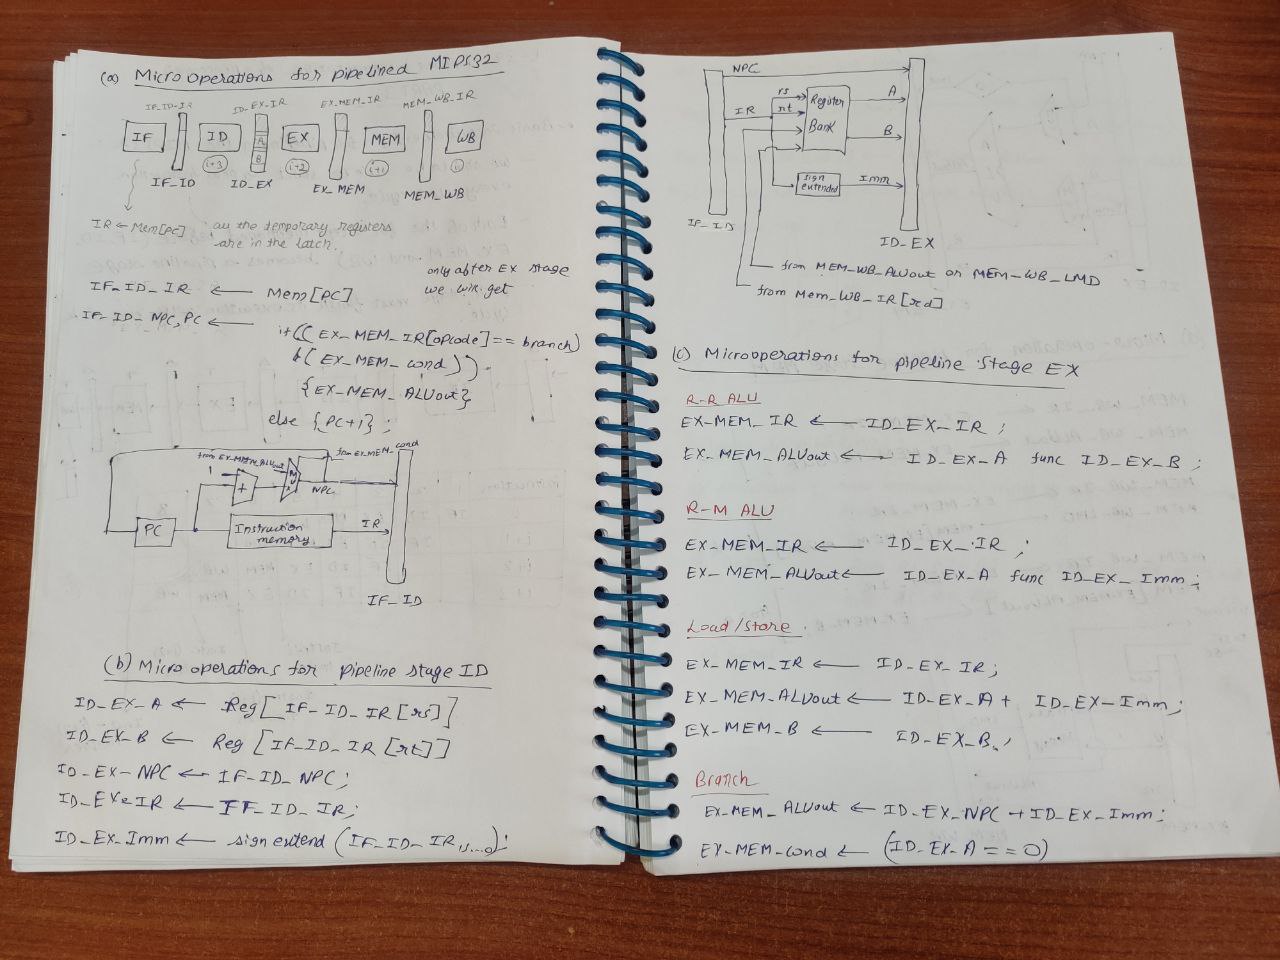 (a) Micro operations for pipelined MIPS32
IF_ID_IR ID_EX_IR EX_MEM_IR MEM_WB_IR
IF ID A B EX MEM WB
i+3 i+2 i+1 i
IF_ID ID_EX EX_MEM MEM_WB
IR ← Mem[PC] all the temporary registers
are in the latch.
only after EX stage
we will get
IF_ID_IR ← Mem[PC]
IF_ID_NPC, PC ← if((EX_MEM_IR[opcode]== branch)
&(EX_MEM_cond))
{EX_MEM_ALUout}
else {PC+1};
from EX_MEM_ALUout from EX_MEM_cond
1
+ MUX
NPC
PC Instruction memory IR
IF_ID
(b) Micro operations for pipeline stage ID
ID_EX_A ← Reg[IF_ID_IR[rs]]
ID_EX_B ← Reg[IF_ID_IR[rt]]
ID_EX_NPC ← IF_ID_NPC;
ID_EX_IR ← IF_ID_IR;
ID_EX_Imm ← sign extend (IF_ID_IR15...0);
NPC
rs
IR rt Register Bank A
B
sign extended Imm
IF_ID
ID_EX
from MEM_WB_ALUout or MEM_WB_LMD
from Mem_WB_IR[rd]
(c) Microoperations for pipeline stage EX
R-R ALU
EX_MEM_IR ← ID_EX_IR;
EX_MEM_ALUout ← ID_EX_A func ID_EX_B;
R-M ALU
EX_MEM_IR ← ID_EX_IR;
EX_MEM_ALUout ← ID_EX_A func ID_EX_Imm;
Load/Store
EX_MEM_IR ← ID_EX_IR;
EX_MEM_ALUout ← ID_EX_A + ID_EX_Imm;
EX_MEM_B ← ID_EX_B;
Branch
EX_MEM_ALUout ← ID_EX_NPC + ID_EX_Imm;
EX_MEM_cond ← (ID_EX_A == 0)